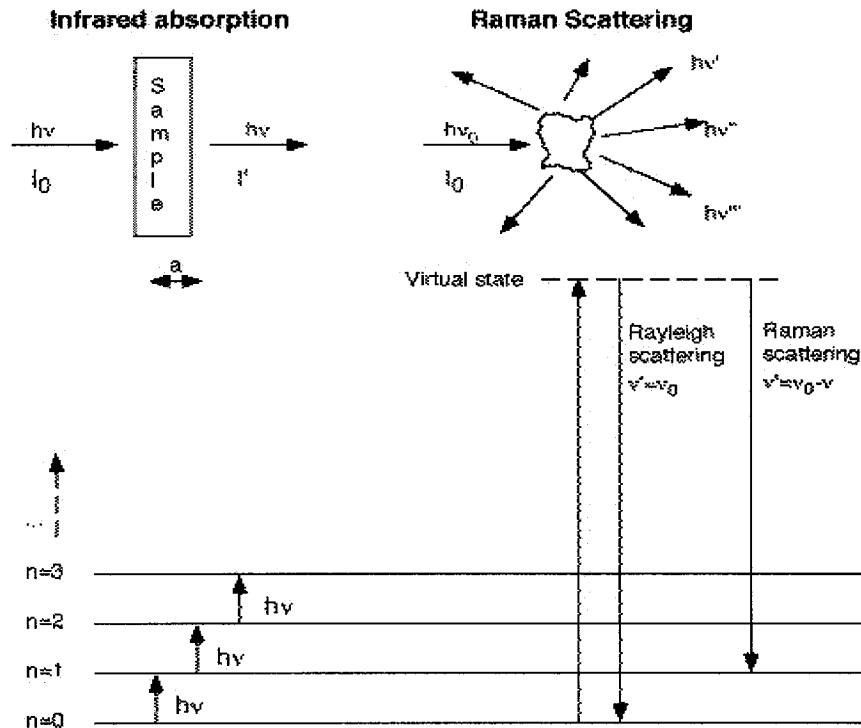 Infrared absorption
Raman Scattering
Sample
hν
I₀
hν
I'
a
hν₀
I₀
hν'
hν''
hν'''
Virtual state
Rayleigh
scattering
ν'=ν₀
Raman
scattering
ν'=ν₀-ν
...
n=3
hν
n=2
hν
n=1
hν
n=0